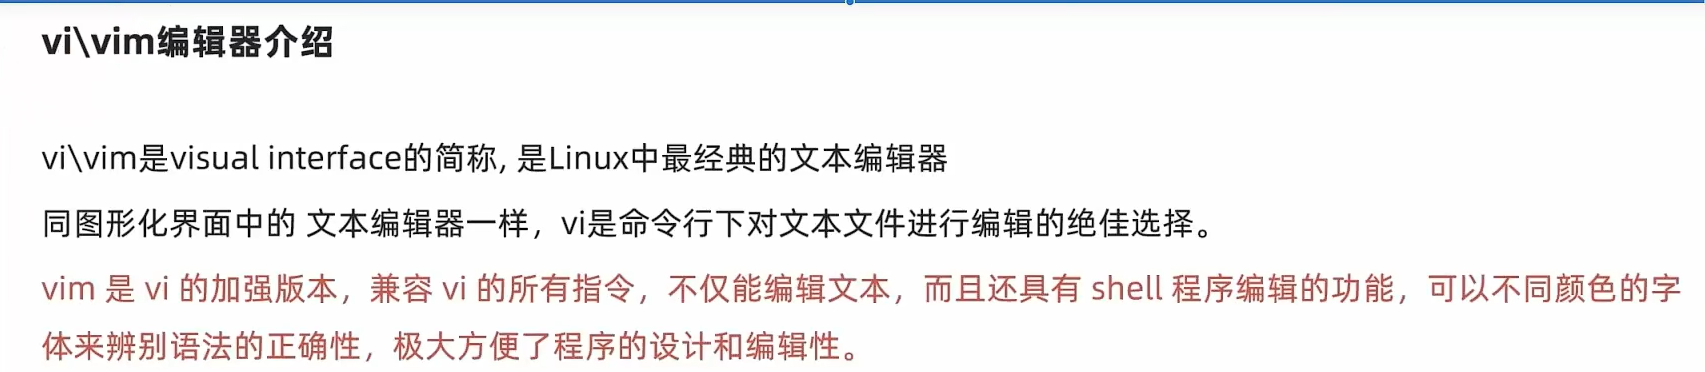 vi\vim编辑器介绍
vi\vim是visual interface的简称, 是Linux中最经典的文本编辑器
同图形化界面中的 文本编辑器一样，vi是命令行下对文本文件进行编辑的绝佳选择。
vim 是 vi 的加强版本，兼容 vi 的所有指令，不仅能编辑文本，而且还具有 shell 程序编辑的功能，可以不同颜色的字
体来辨别语法的正确性，极大方便了程序的设计和编辑性。